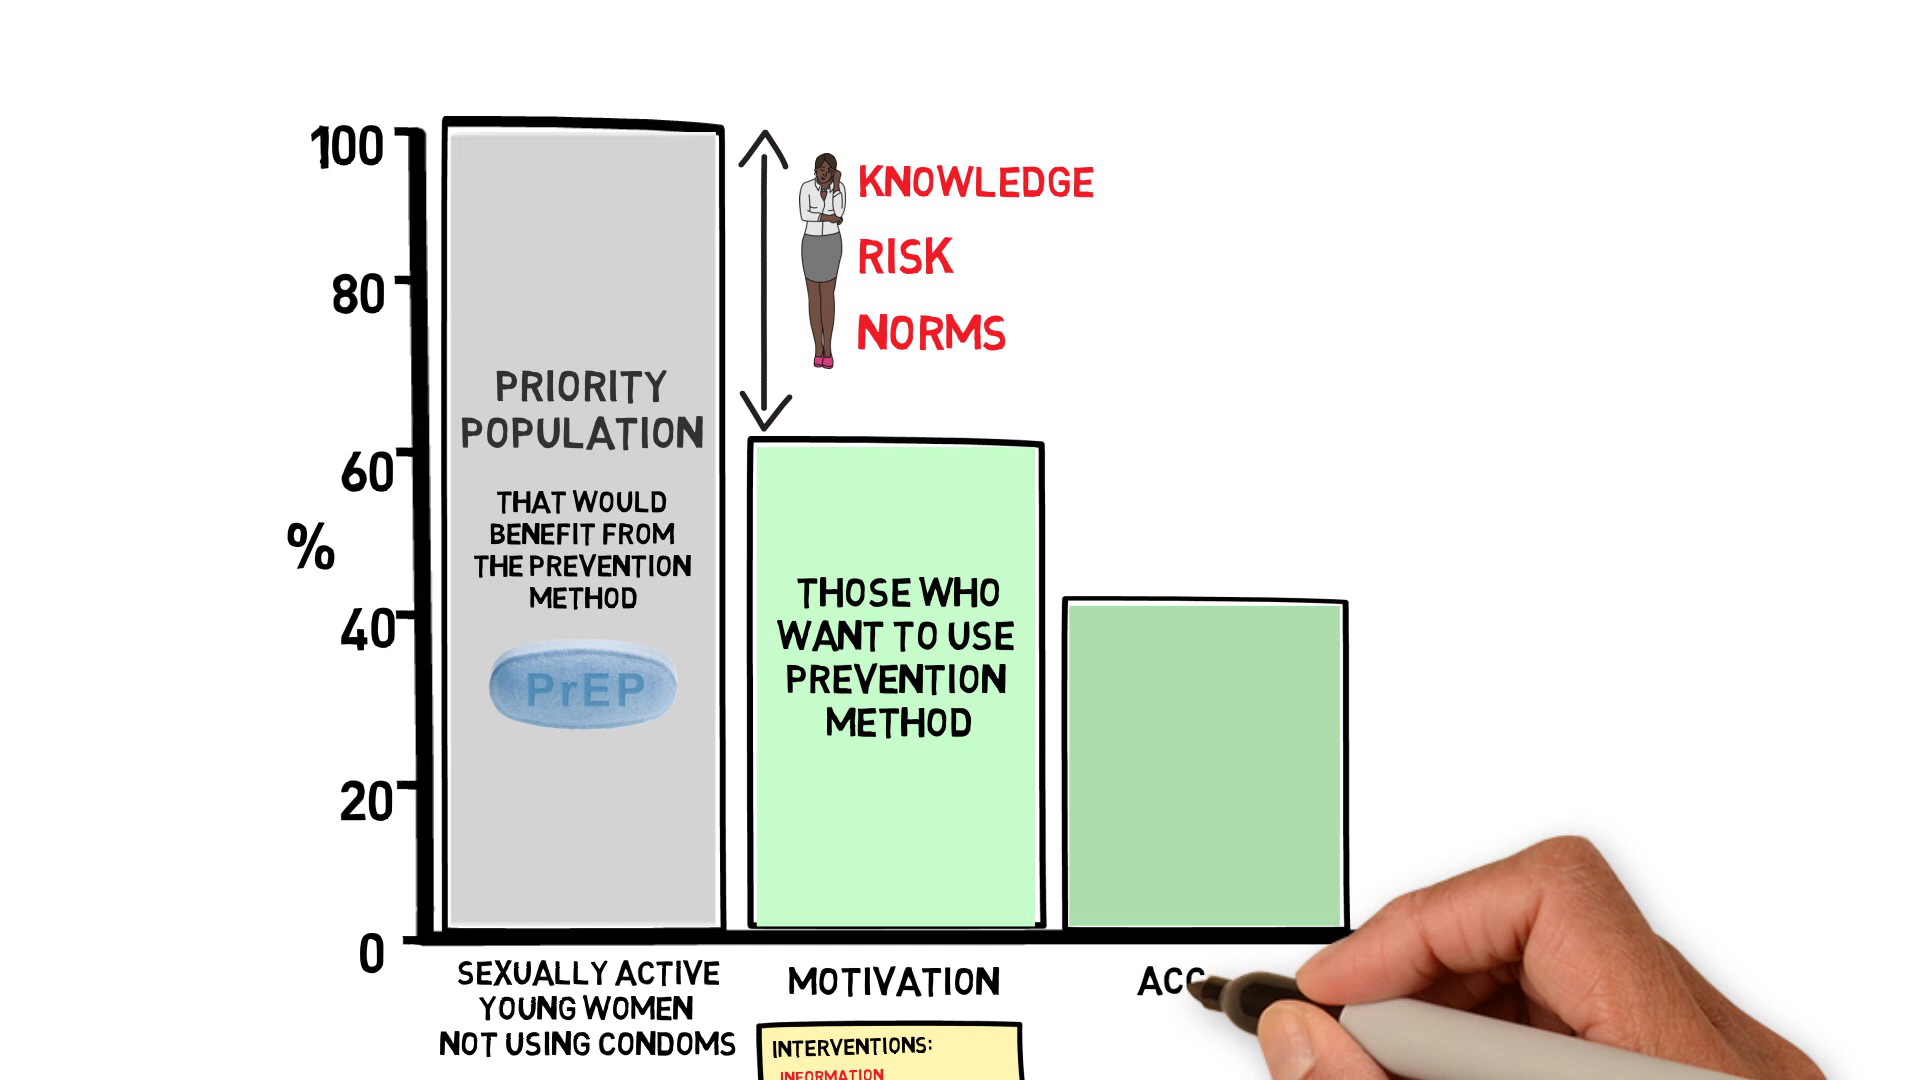 100
80
60
40
20
0
%
PRIORITY
POPULATION
THAT WOULD
BENEFIT FROM
THE PREVENTION
METHOD
PrEP
KNOWLEDGE
RISK
NORMS
THOSE WHO
WANT TO USE
PREVENTION
METHOD
SEXUALLY ACTIVE
YOUNG WOMEN
NOT USING CONDOMS
MOTIVATION
ACC
INTERVENTIONS:
INFORMATION